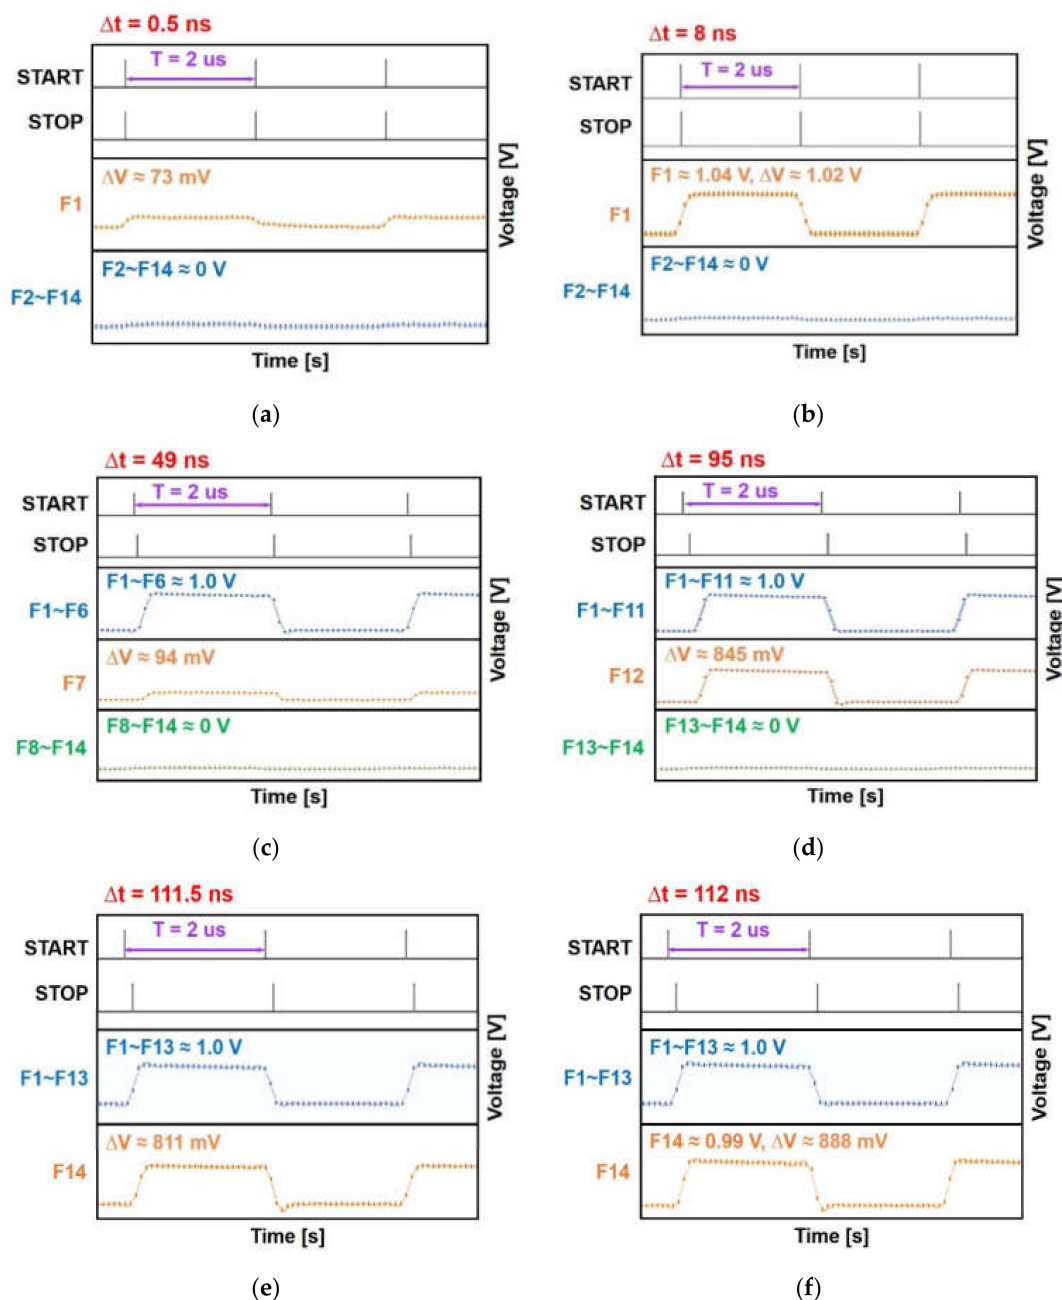 Δt = 0.5 ns
T = 2 us
START
STOP
ΔV ≈ 73 mV
F1
F2~F14 ≈ 0 V
F2~F14
Voltage [V]
Time [s]
(a)
Δt = 8 ns
T = 2 us
START
STOP
F1 ≈ 1.04 V, ΔV ≈ 1.02 V
F1
F2~F14 ≈ 0 V
F2~F14
Voltage [V]
Time [s]
(b)
Δt = 49 ns
T = 2 us
START
STOP
F1~F6 ≈ 1.0 V
F1~F6
ΔV ≈ 94 mV
F7
F8~F14 ≈ 0 V
F8~F14
Voltage [V]
Time [s]
(c)
Δt = 95 ns
T = 2 us
START
STOP
F1~F11 ≈ 1.0 V
F1~F11
ΔV ≈ 845 mV
F12
F13~F14 ≈ 0 V
F13~F14
Voltage [V]
Time [s]
(d)
Δt = 111.5 ns
T = 2 us
START
STOP
F1~F13 ≈ 1.0 V
F1~F13
ΔV ≈ 811 mV
F14
Voltage [V]
Time [s]
(e)
Δt = 112 ns
T = 2 us
START
STOP
F1~F13 ≈ 1.0 V
F1~F13
F14 ≈ 0.99 V, ΔV ≈ 888 mV
F14
Voltage [V]
Time [s]
(f)